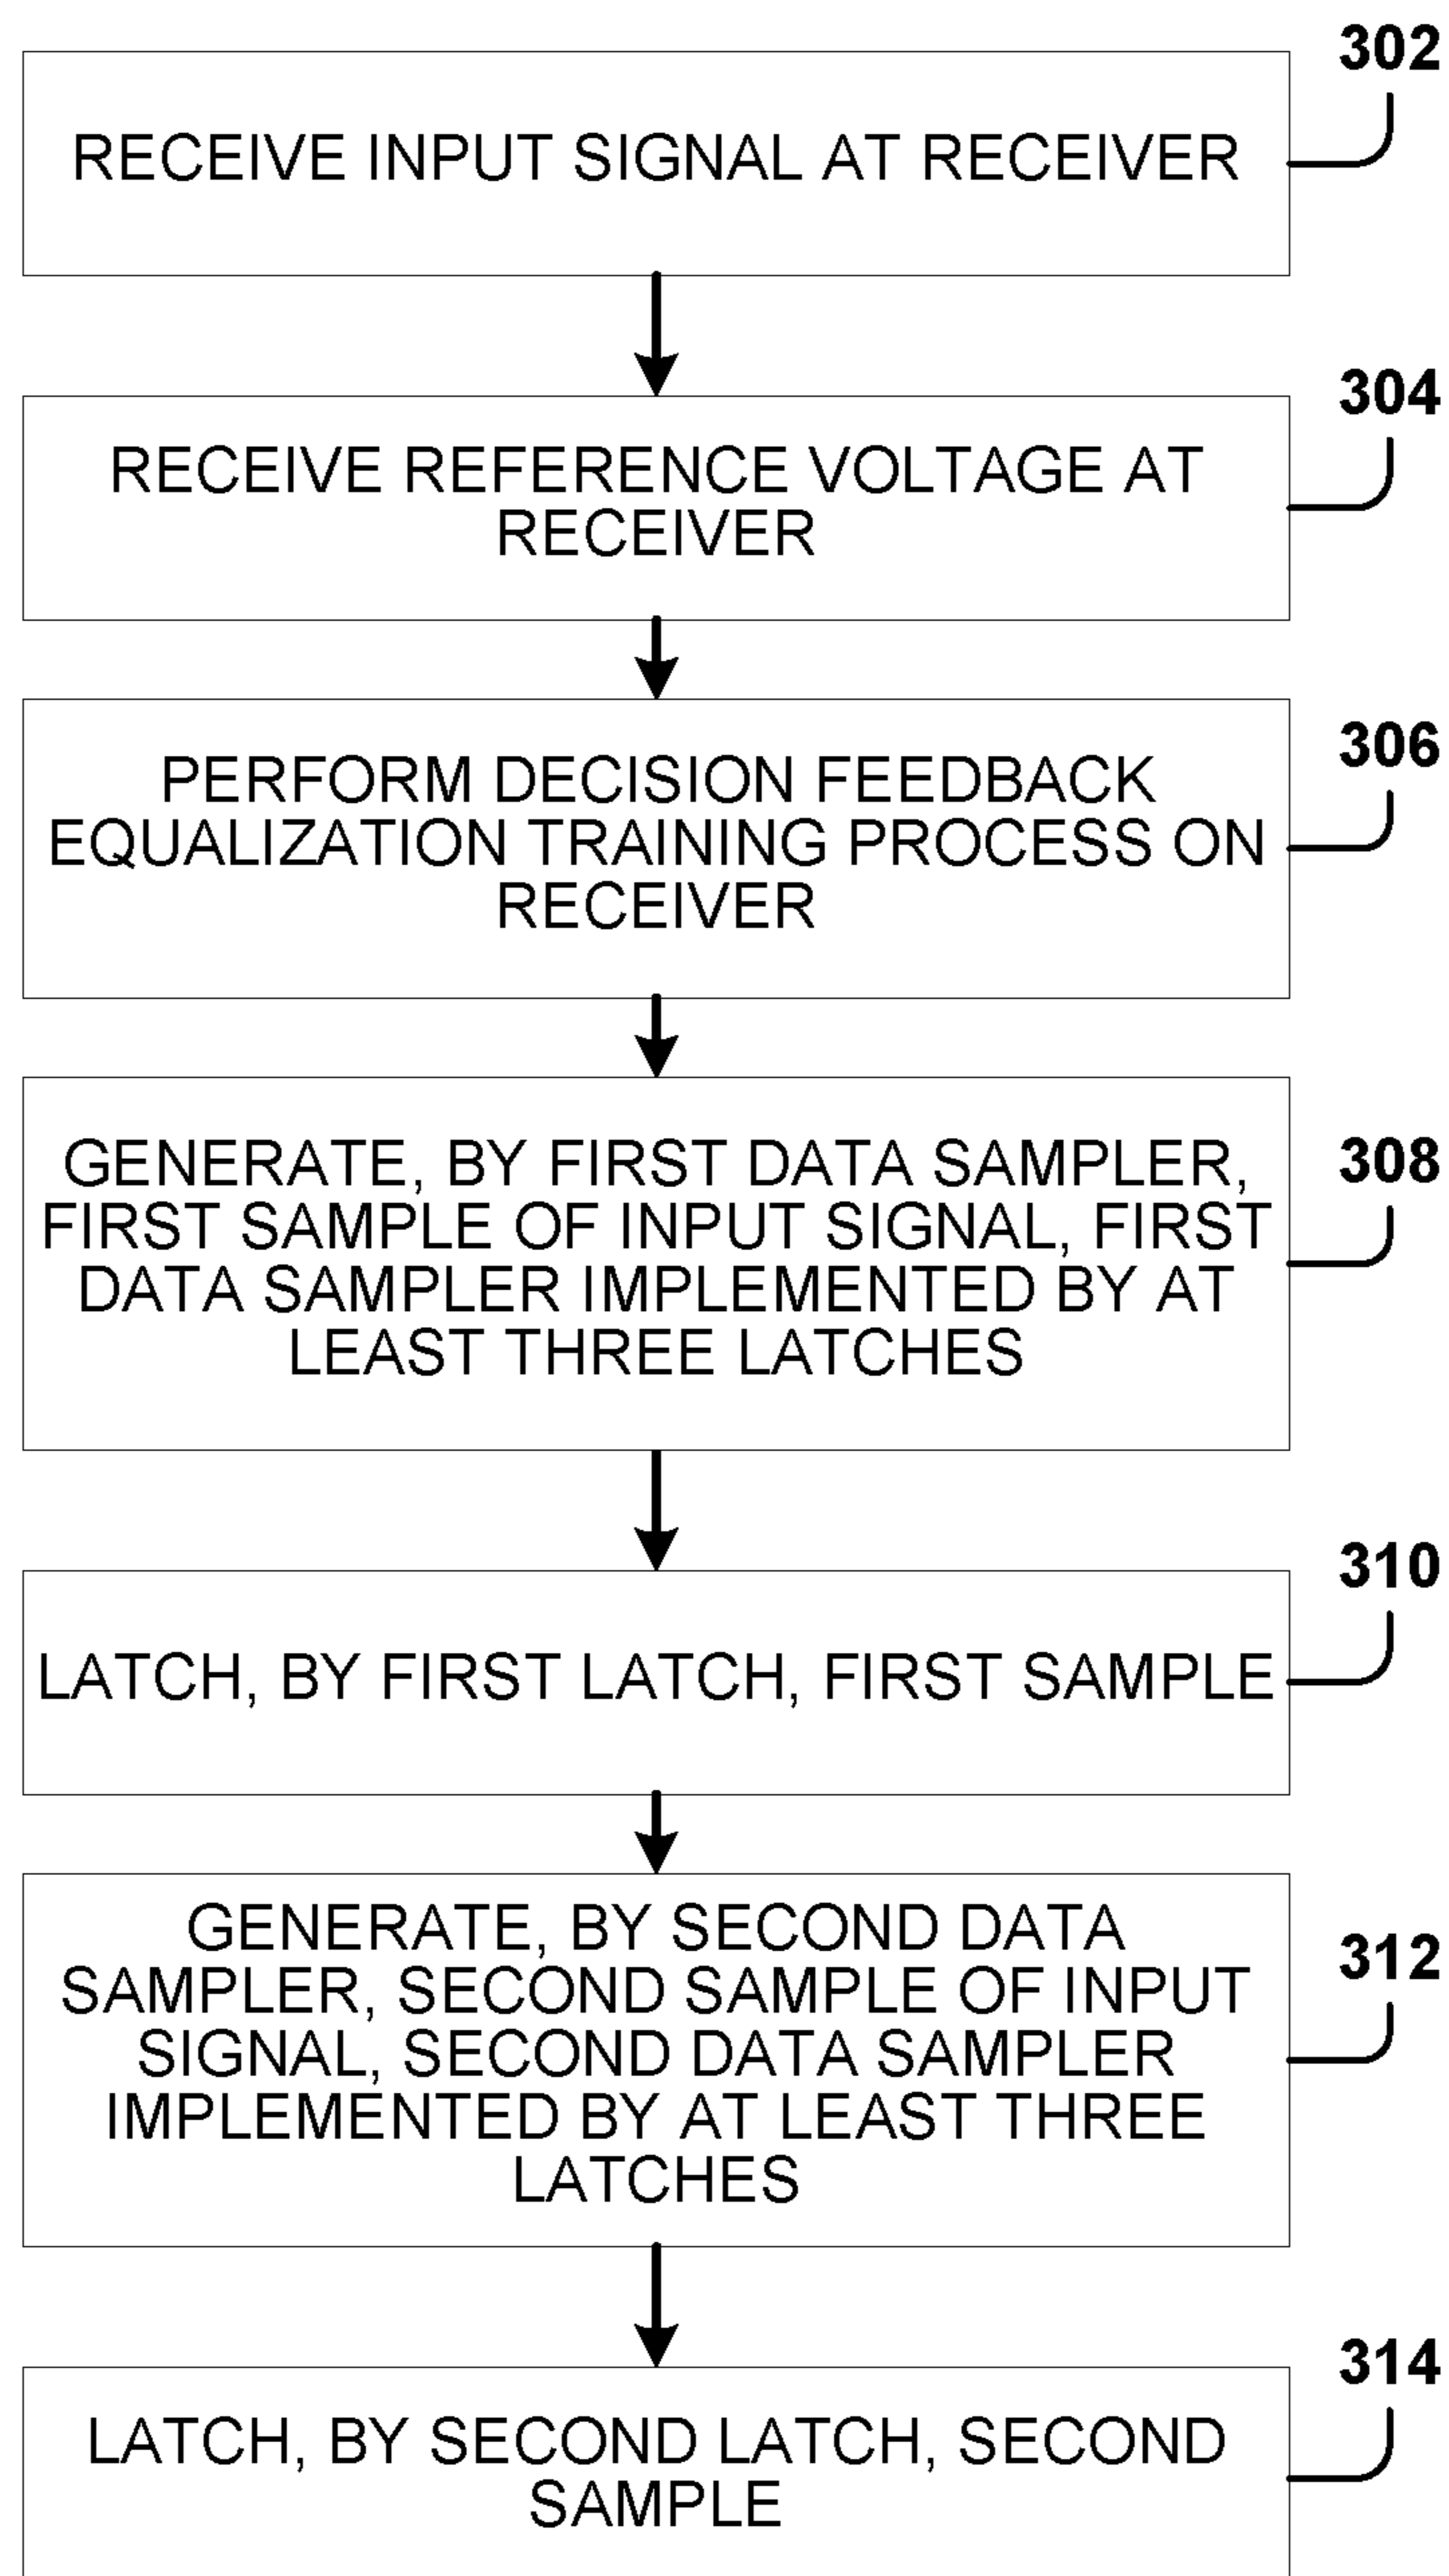 302
RECEIVE INPUT SIGNAL AT RECEIVER
304
RECEIVE REFERENCE VOLTAGE AT
RECEIVER
306
PERFORM DECISION FEEDBACK
EQUALIZATION TRAINING PROCESS ON
RECEIVER
308
GENERATE, BY FIRST DATA SAMPLER,
FIRST SAMPLE OF INPUT SIGNAL, FIRST
DATA SAMPLER IMPLEMENTED BY AT
LEAST THREE LATCHES
310
LATCH, BY FIRST LATCH, FIRST SAMPLE
312
GENERATE, BY SECOND DATA
SAMPLER, SECOND SAMPLE OF INPUT
SIGNAL, SECOND DATA SAMPLER
IMPLEMENTED BY AT LEAST THREE
LATCHES
314
LATCH, BY SECOND LATCH, SECOND
SAMPLE